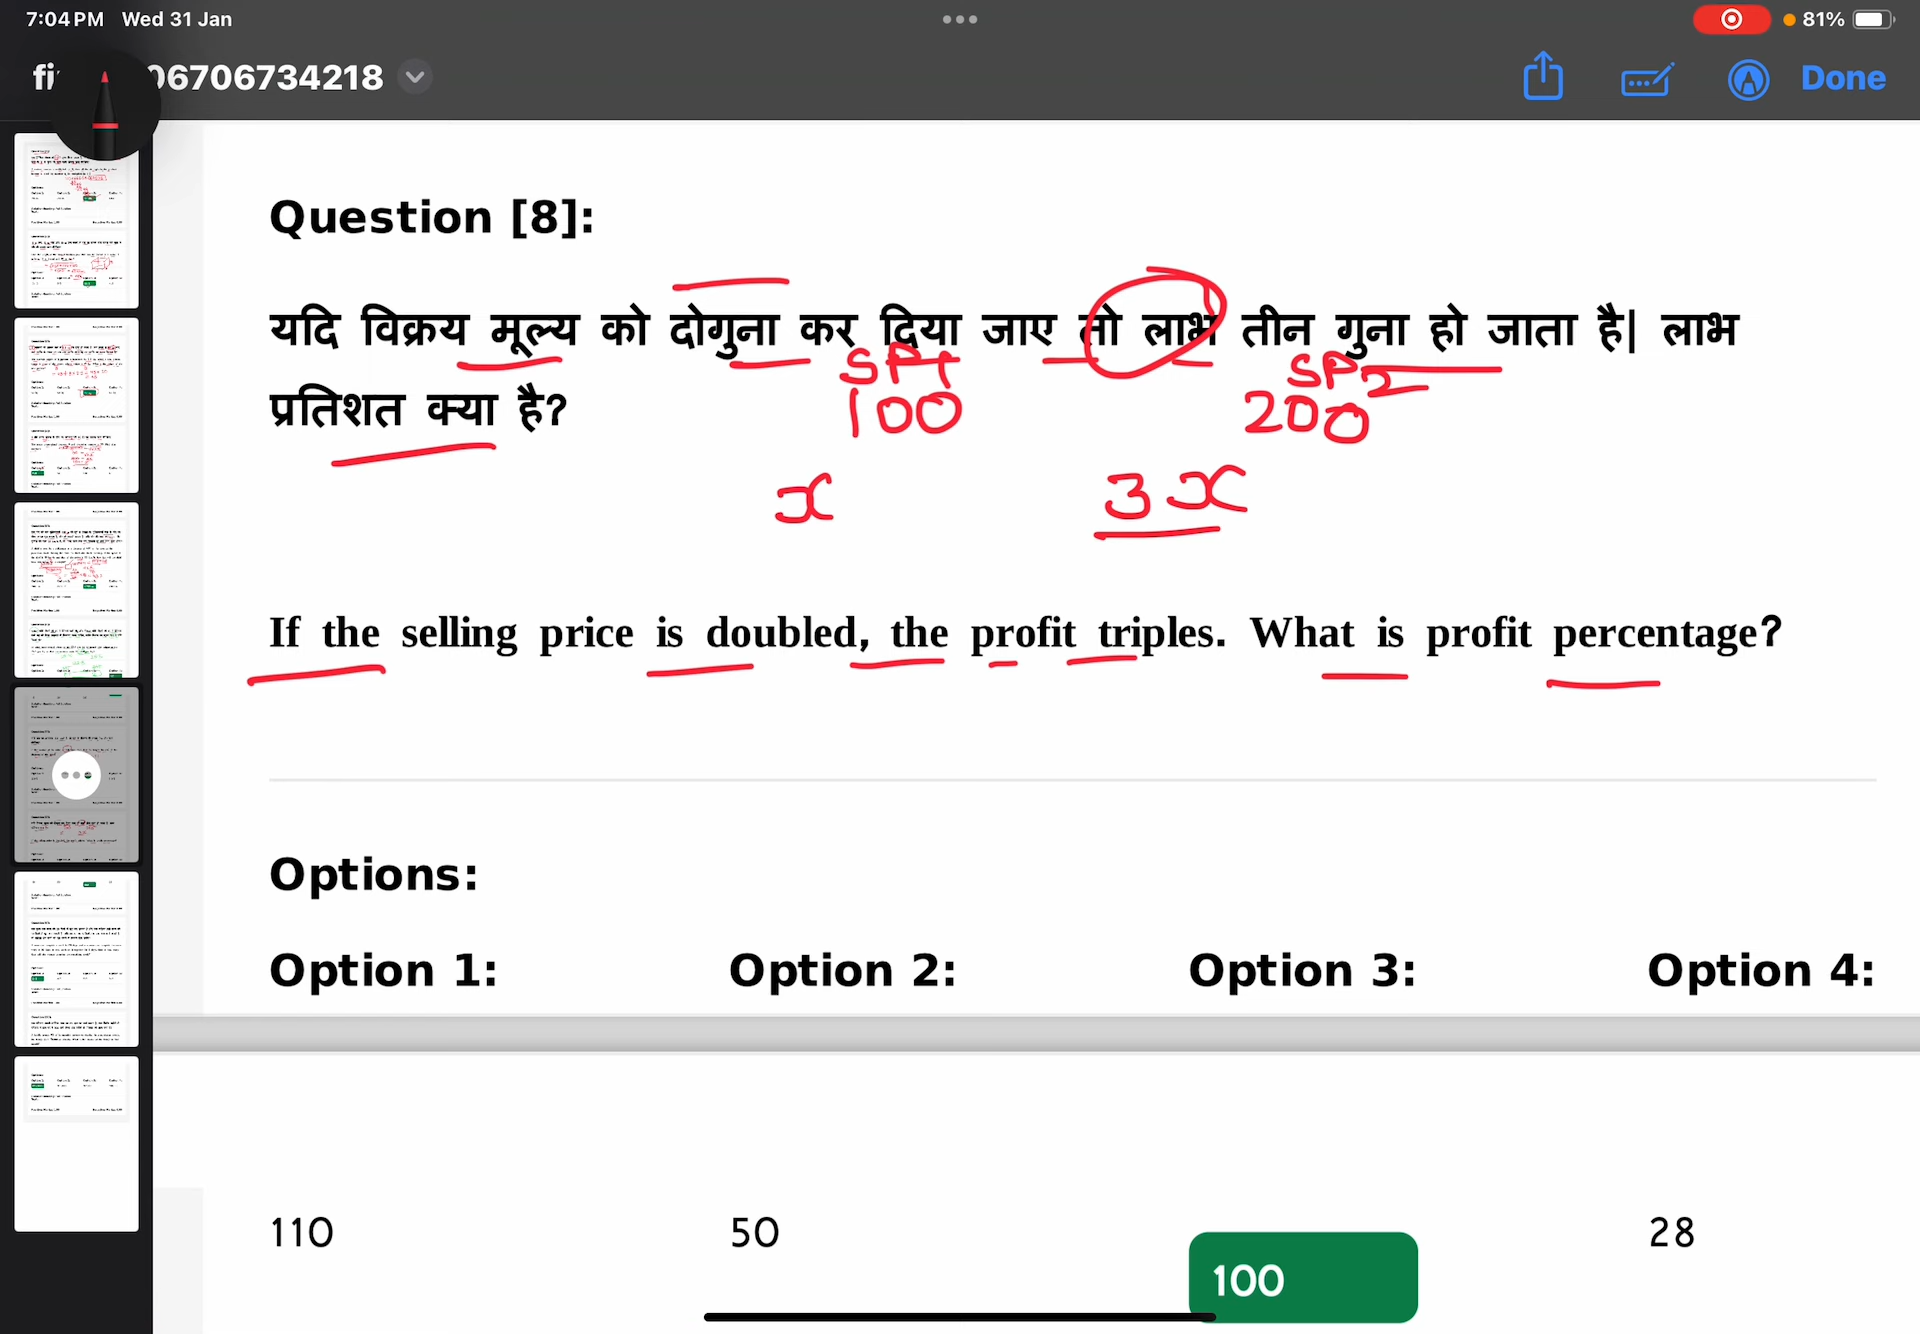 7:04 PM Wed 31 Jan
81%
06706734218
Done
Question [8]:
यदि विक्रय मूल्य को दोगुना कर दिया जाए तो लाभ तीन गुना हो जाता है| लाभ
SP1 SP2
प्रतिशत क्या है?
100 200
x 3x
If the selling price is doubled, the profit triples. What is profit percentage?
Options:
Option 1: Option 2: Option 3: Option 4:
110 50 100 28